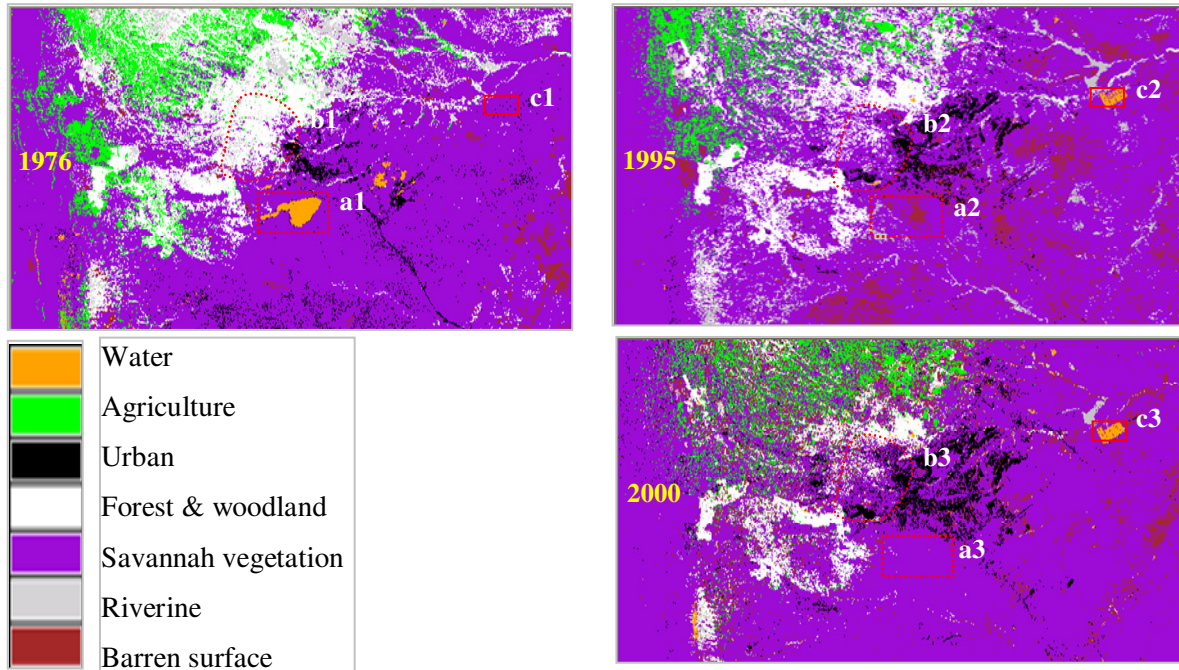 c1
b1
1976
a1
c2
b2
1995
a2
Water
Agriculture
Urban
Forest & woodland
Savannah vegetation
Riverine
Barren surface
c3
b3
2000
a3